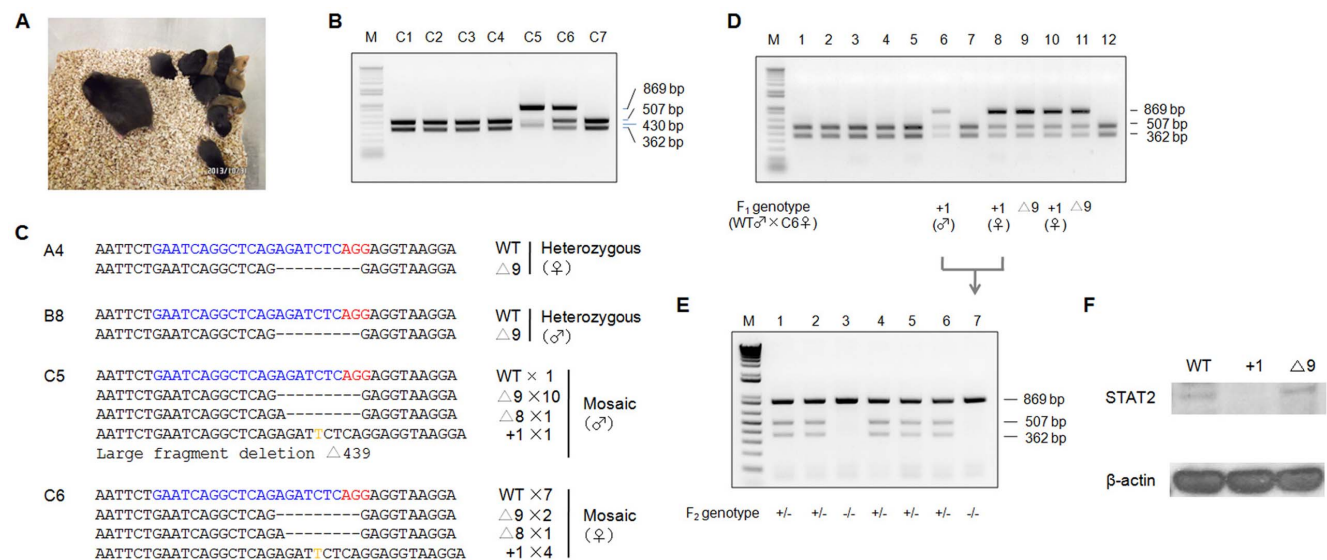 A
2013/10/31
B
M C1 C2 C3 C4 C5 C6 C7
869 bp
507 bp
430 bp
362 bp
C
A4 AATTCTGAATCAGGCTCAGAGATCTCAGGAGGTAAGGA WT
AATTCTGAATCAGGCTCAG---------GAGGTAAGGA △9
Heterozygous
(♀)
B8 AATTCTGAATCAGGCTCAGAGATCTCAGGAGGTAAGGA WT
AATTCTGAATCAGGCTCAG---------GAGGTAAGGA △9
Heterozygous
(♂)
C5 AATTCTGAATCAGGCTCAGAGATCTCAGGAGGTAAGGA WT × 1
AATTCTGAATCAGGCTCAG---------GAGGTAAGGA △9 ×10
AATTCTGAATCAGGCTCAGA--------GAGGTAAGGA △8 ×1
AATTCTGAATCAGGCTCAGAGATTCTCAGGAGGTAAGGA +1 ×1
Large fragment deletion △439
Mosaic
(♂)
C6 AATTCTGAATCAGGCTCAGAGATCTCAGGAGGTAAGGA WT ×7
AATTCTGAATCAGGCTCAG---------GAGGTAAGGA △9 ×2
AATTCTGAATCAGGCTCAGA--------GAGGTAAGGA △8 ×1
AATTCTGAATCAGGCTCAGAGATTCTCAGGAGGTAAGGA +1 ×4
Mosaic
(♀)
D
M 1 2 3 4 5 6 7 8 9 10 11 12
869 bp
507 bp
362 bp
F1 genotype
(WT♂×C6♀)
+1 +1 △9 +1 △9
(♂) (♀) (♀)
E
M 1 2 3 4 5 6 7
869 bp
507 bp
362 bp
F2 genotype +/- +/- -/- +/- +/- +/- -/-
F
WT +1 △9
STAT2
β-actin